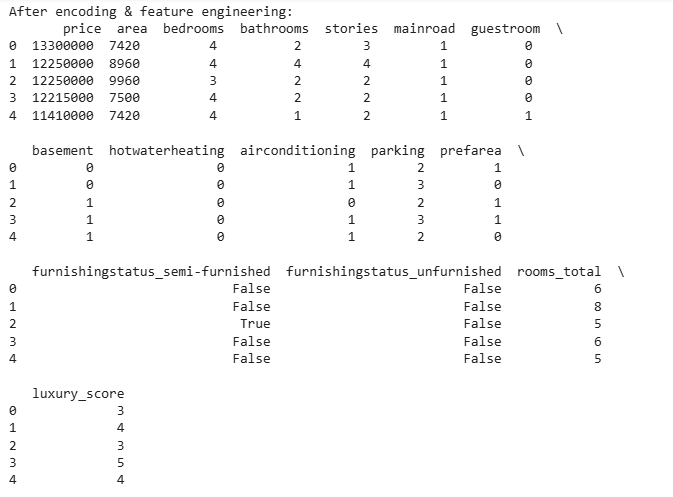 After encoding & feature engineering:
price area bedrooms bathrooms stories mainroad guestroom \
0 13300000 7420 4 2 3 1 0
1 12250000 8960 4 4 4 1 0
2 12250000 9960 3 2 2 1 0
3 12215000 7500 4 2 2 1 0
4 11410000 7420 4 1 2 1 1
basement hotwaterheating airconditioning parking prefarea \
0 0 0 1 2 1
1 0 0 1 3 0
2 1 0 0 2 1
3 1 0 1 3 1
4 1 0 1 2 0
furnishingstatus_semi-furnished furnishingstatus_unfurnished rooms_total \
0 False False 6
1 False False 8
2 True False 5
3 False False 6
4 False False 5
luxury_score
0 3
1 4
2 3
3 5
4 4